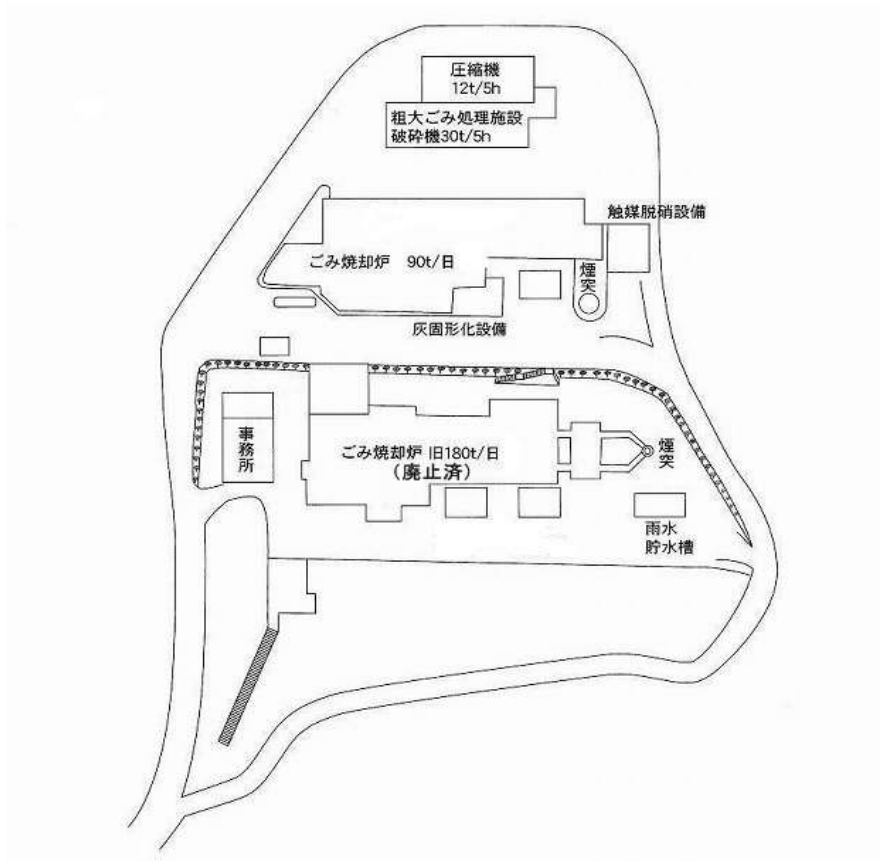 圧縮機
12t/5h
粗大ごみ処理施設
破砕機30t/5h
触媒脱硝設備
ごみ焼却炉 90t/日
煙突
灰固形化設備
事務所
ごみ焼却炉 旧180t/日
(廃止済)
煙突
雨水
貯水槽